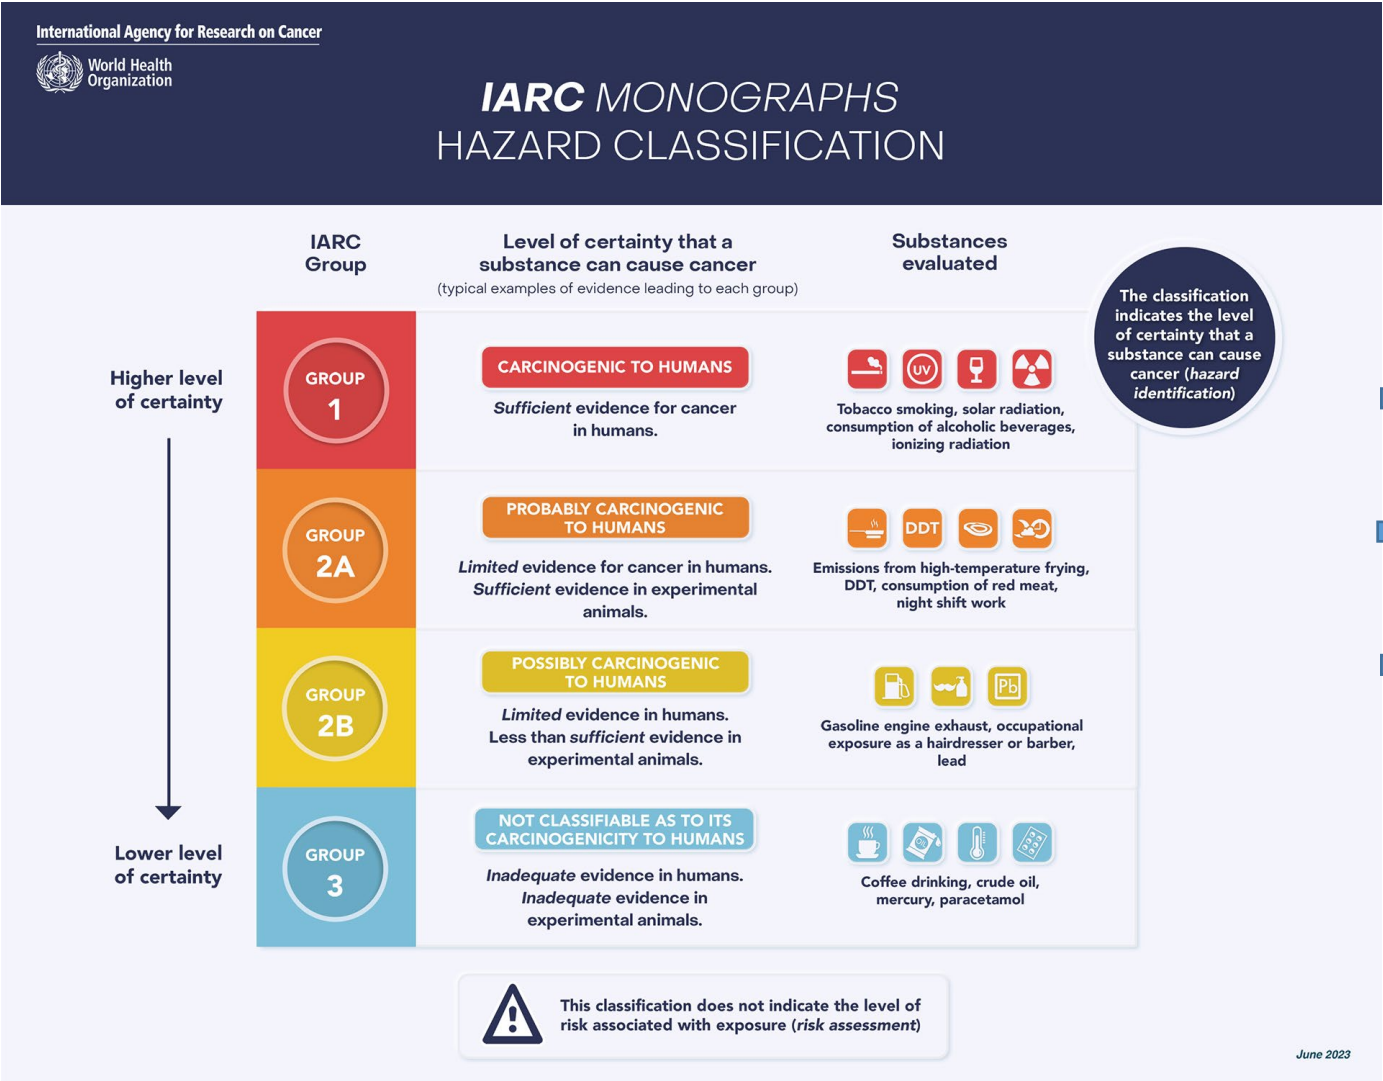 International Agency for Research on Cancer
World Health
Organization
IARC MONOGRAPHS
HAZARD CLASSIFICATION
IARC
Group
Level of certainty that a
substance can cause cancer
(typical examples of evidence leading to each group)
Substances
evaluated
The classification
indicates the level
of certainty that a
substance can cause
cancer (hazard
identification)
Higher level
of certainty
Lower level
of certainty
GROUP
1
CARCINOGENIC TO HUMANS
Sufficient evidence for cancer
in humans.
UV
Tobacco smoking, solar radiation,
consumption of alcoholic beverages,
ionizing radiation
GROUP
2A
PROBABLY CARCINOGENIC
TO HUMANS
Limited evidence for cancer in humans.
Sufficient evidence in experimental
animals.
DDT
Emissions from high-temperature frying,
DDT, consumption of red meat,
night shift work
GROUP
2B
POSSIBLY CARCINOGENIC
TO HUMANS
Limited evidence in humans.
Less than sufficient evidence in
experimental animals.
Pb
Gasoline engine exhaust, occupational
exposure as a hairdresser or barber,
lead
GROUP
3
NOT CLASSIFIABLE AS TO ITS
CARCINOGENICITY TO HUMANS
Inadequate evidence in humans.
Inadequate evidence in
experimental animals.
OIL
Coffee drinking, crude oil,
mercury, paracetamol
This classification does not indicate the level of
risk associated with exposure (risk assessment)
June 2023